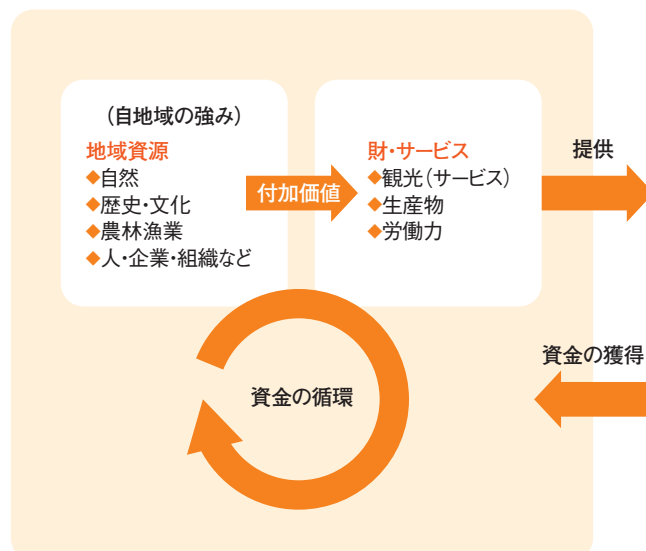 (自地域の強み)
地域資源
◆自然
◆歴史・文化
◆農林漁業
◆人・企業・組織など
付加価値
財・サービス
◆観光(サービス)
◆生産物
◆労働力
提供
資金の獲得
資金の循環